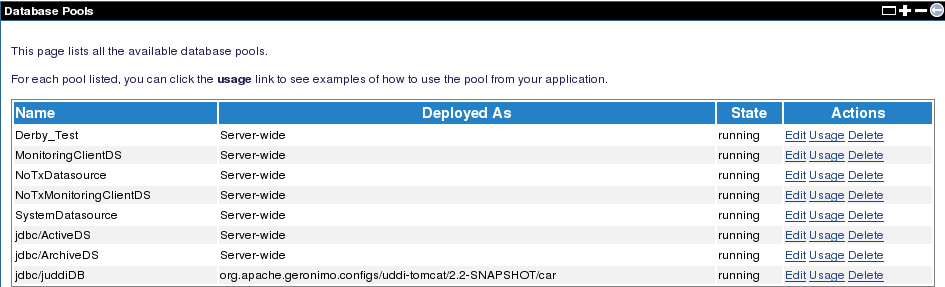 Database Pools
This page lists all the available database pools.
For each pool listed, you can click the usage link to see examples of how to use the pool from your application.
Name Deployed As State Actions
Derby_Test Server-wide running Edit Usage Delete
MonitoringClientDS Server-wide running Edit Usage Delete
NoTxDatasource Server-wide running Edit Usage Delete
NoTxMonitoringClientDS Server-wide running Edit Usage Delete
SystemDatasource Server-wide running Edit Usage Delete
jdbc/ActiveDS Server-wide running Edit Usage Delete
jdbc/ArchiveDS Server-wide running Edit Usage Delete
jdbc/juddiDB org.apache.geronimo.configs/uddi-tomcat/2.2-SNAPSHOT/car running Edit Usage Delete